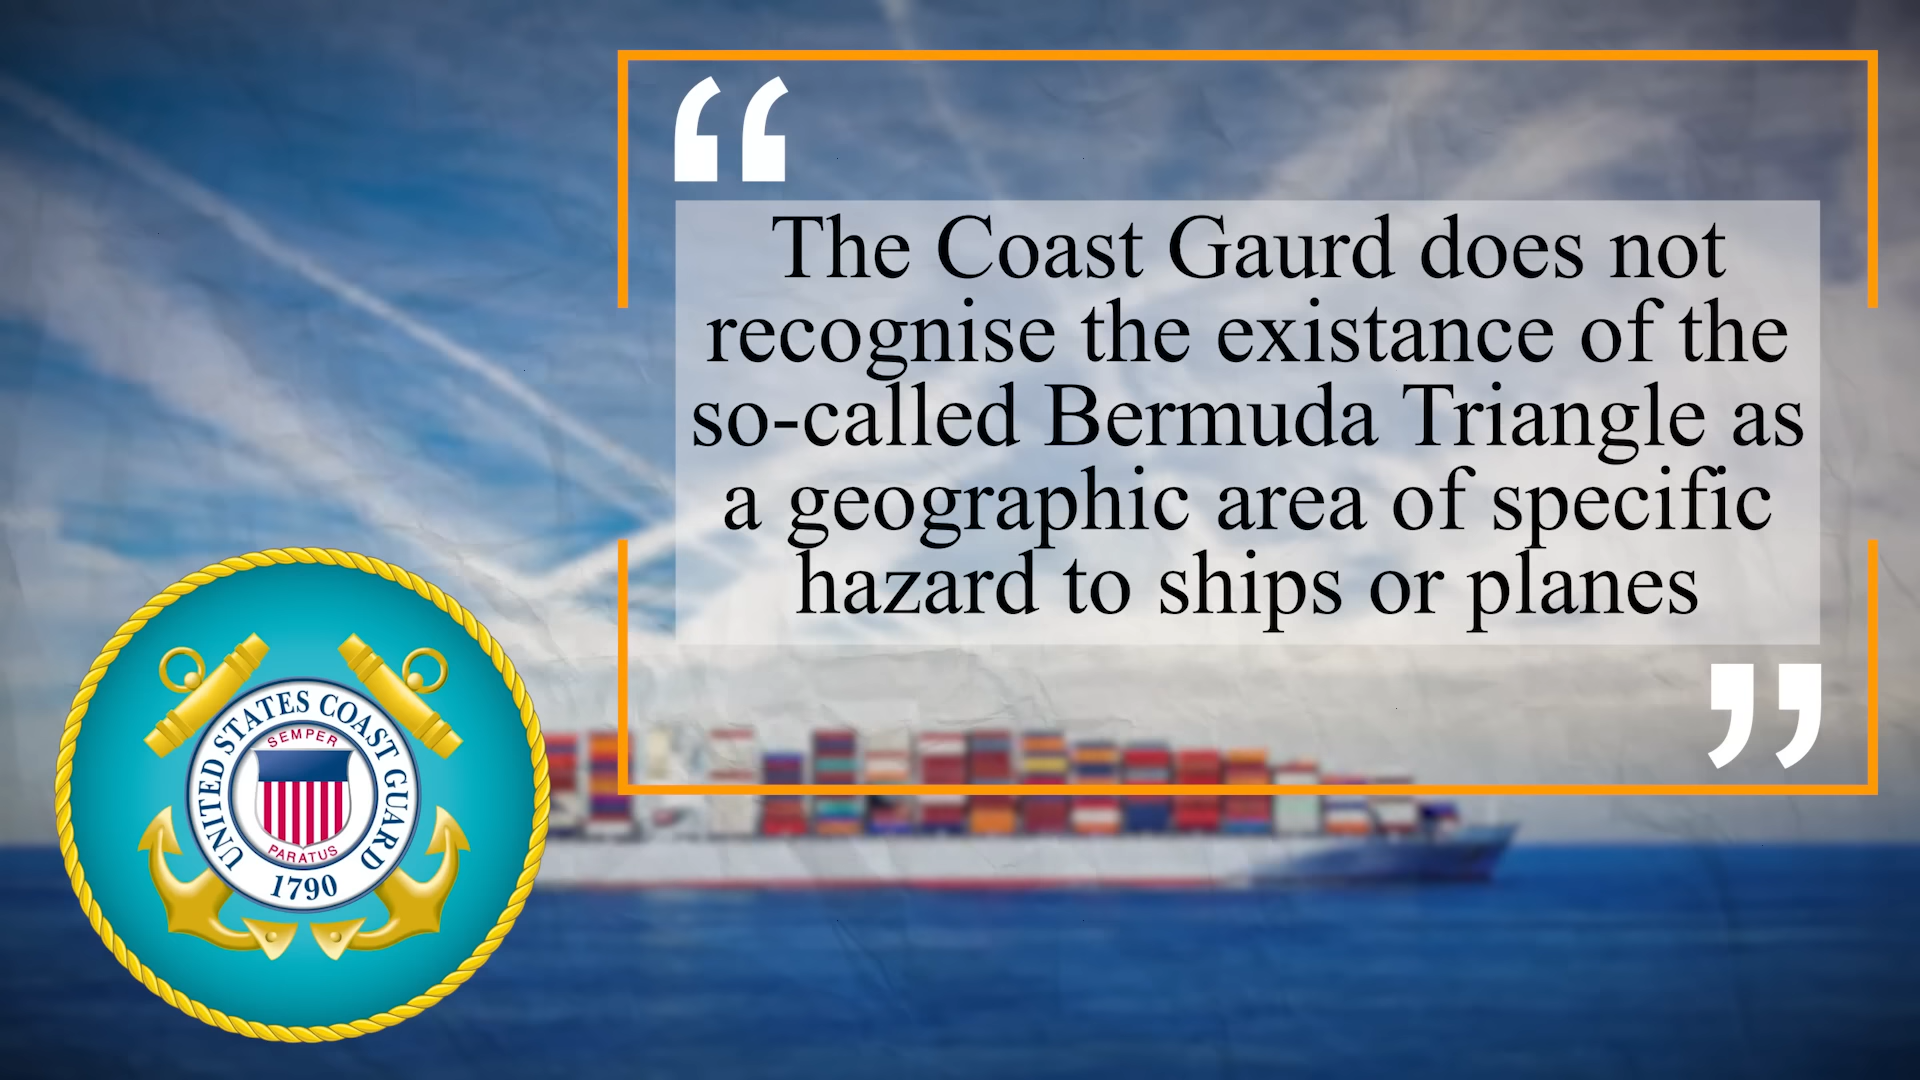 “
The Coast Gaurd does not
recognise the existance of the
so-called Bermuda Triangle as
a geographic area of specific
hazard to ships or planes
”
UNITED STATES COAST GUARD
SEMPER
PARATUS
1790